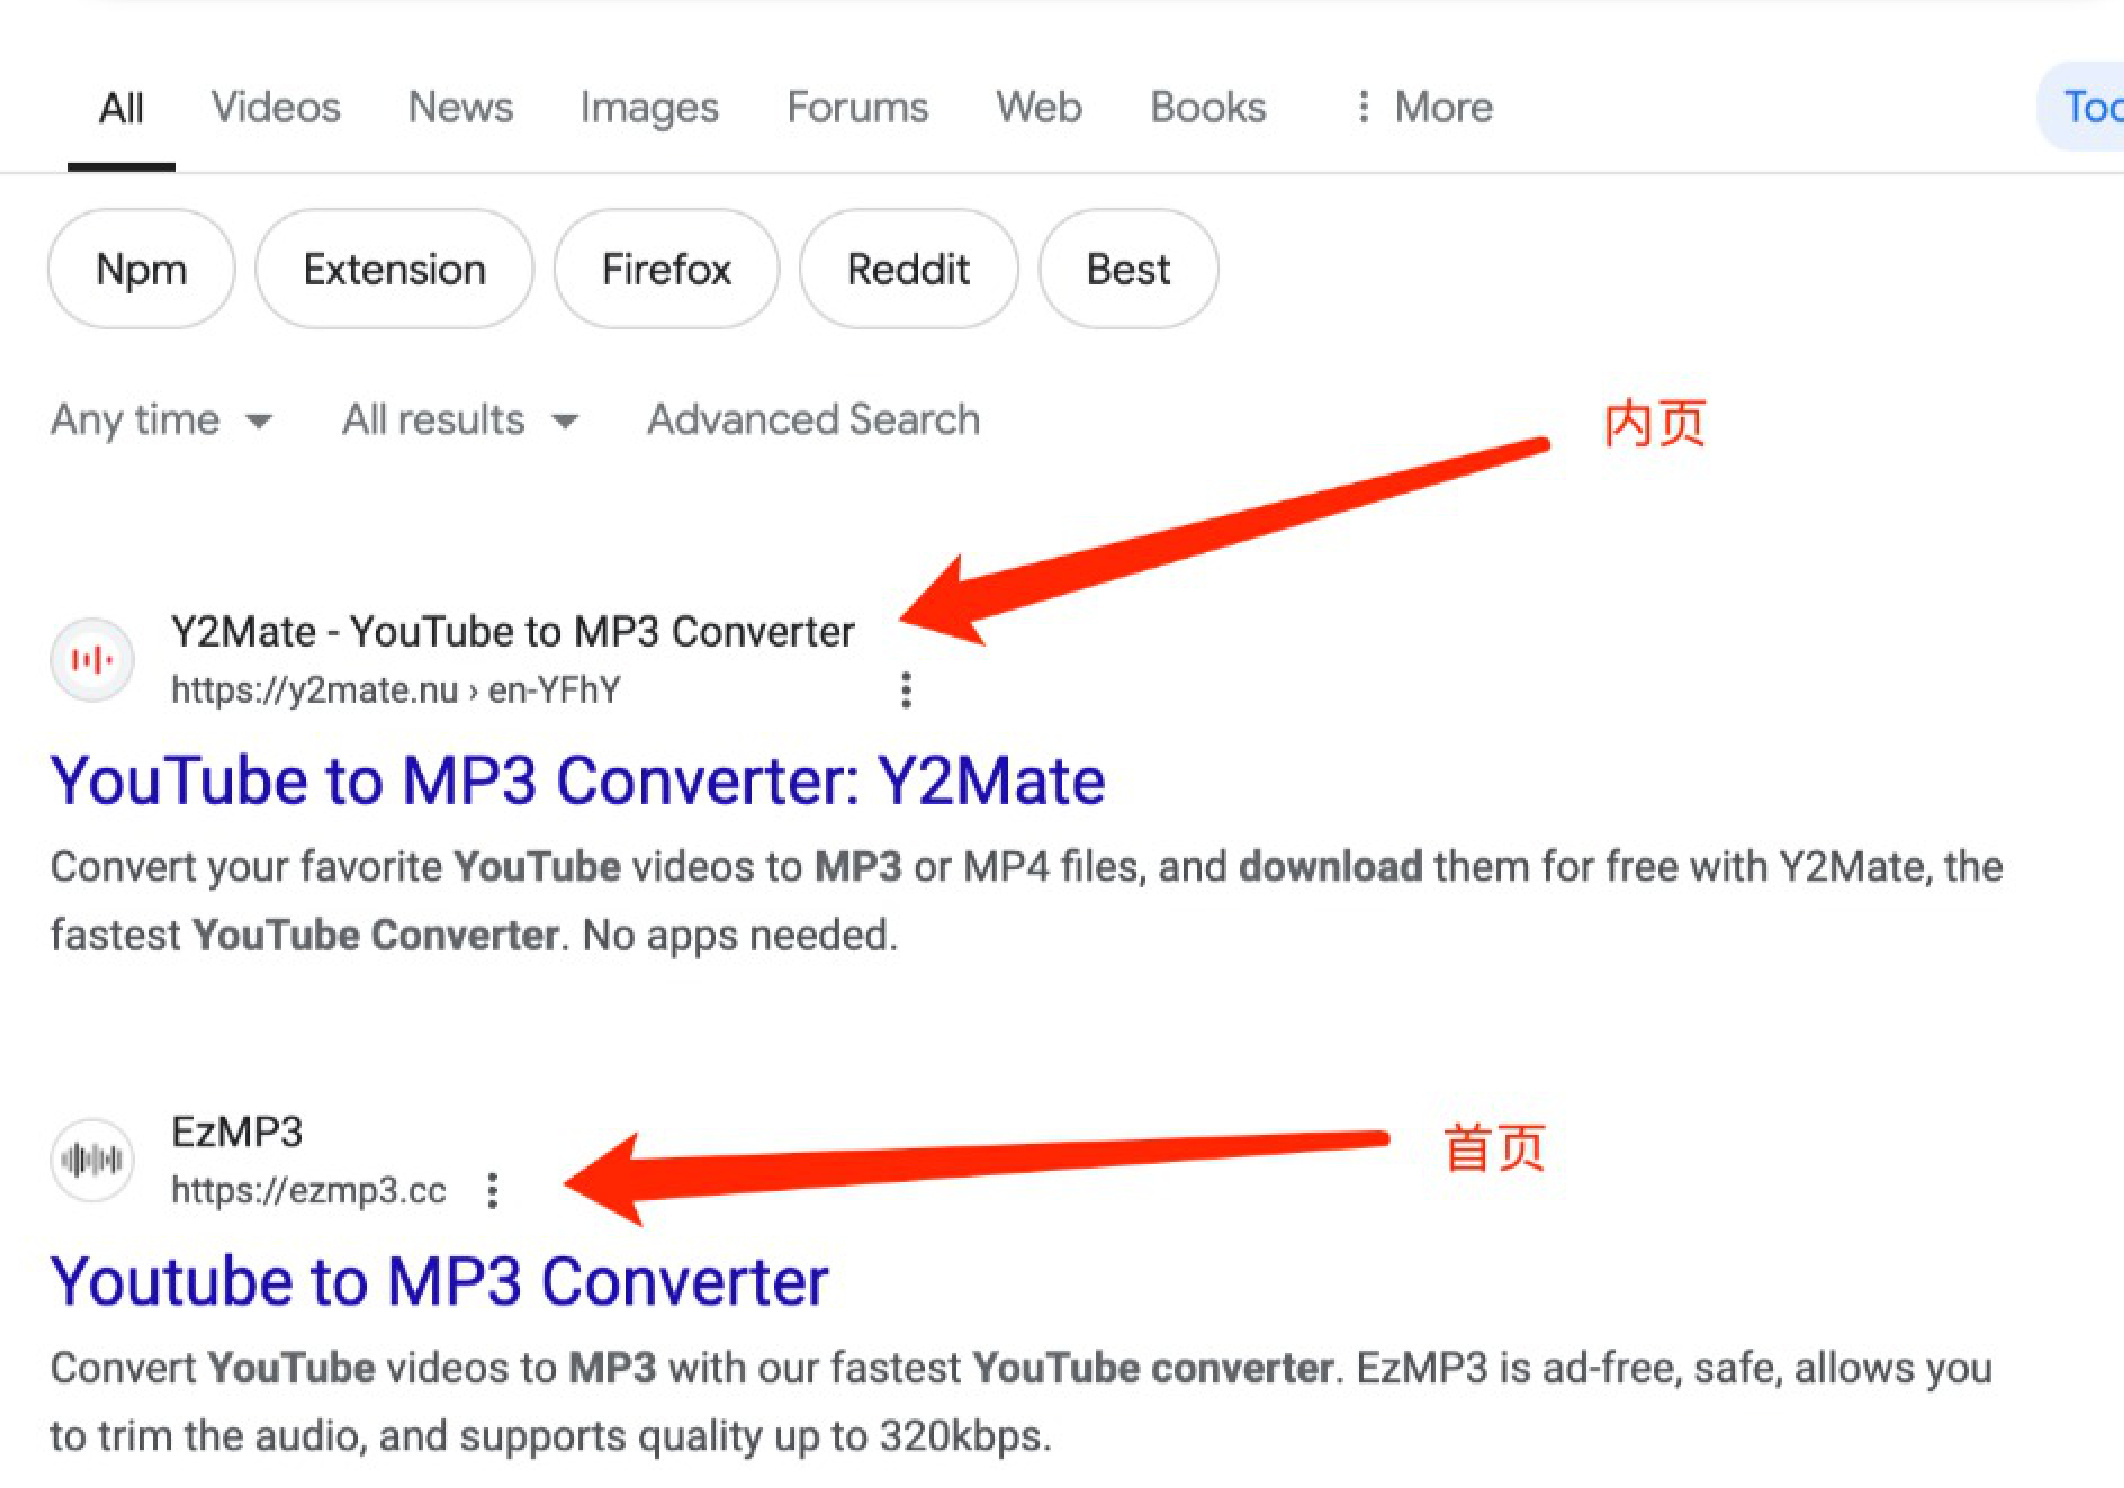 All Videos News Images Forums Web Books More
Npm Extension Firefox Reddit Best
Any time All results Advanced Search
内页
Y2Mate - YouTube to MP3 Converter
https://y2mate.nu › en-YFhY
YouTube to MP3 Converter: Y2Mate
Convert your favorite YouTube videos to MP3 or MP4 files, and download them for free with Y2Mate, the
fastest YouTube Converter. No apps needed.
EzMP3
https://ezmp3.cc
首页
Youtube to MP3 Converter
Convert YouTube videos to MP3 with our fastest YouTube converter. EzMP3 is ad-free, safe, allows you
to trim the audio, and supports quality up to 320kbps.